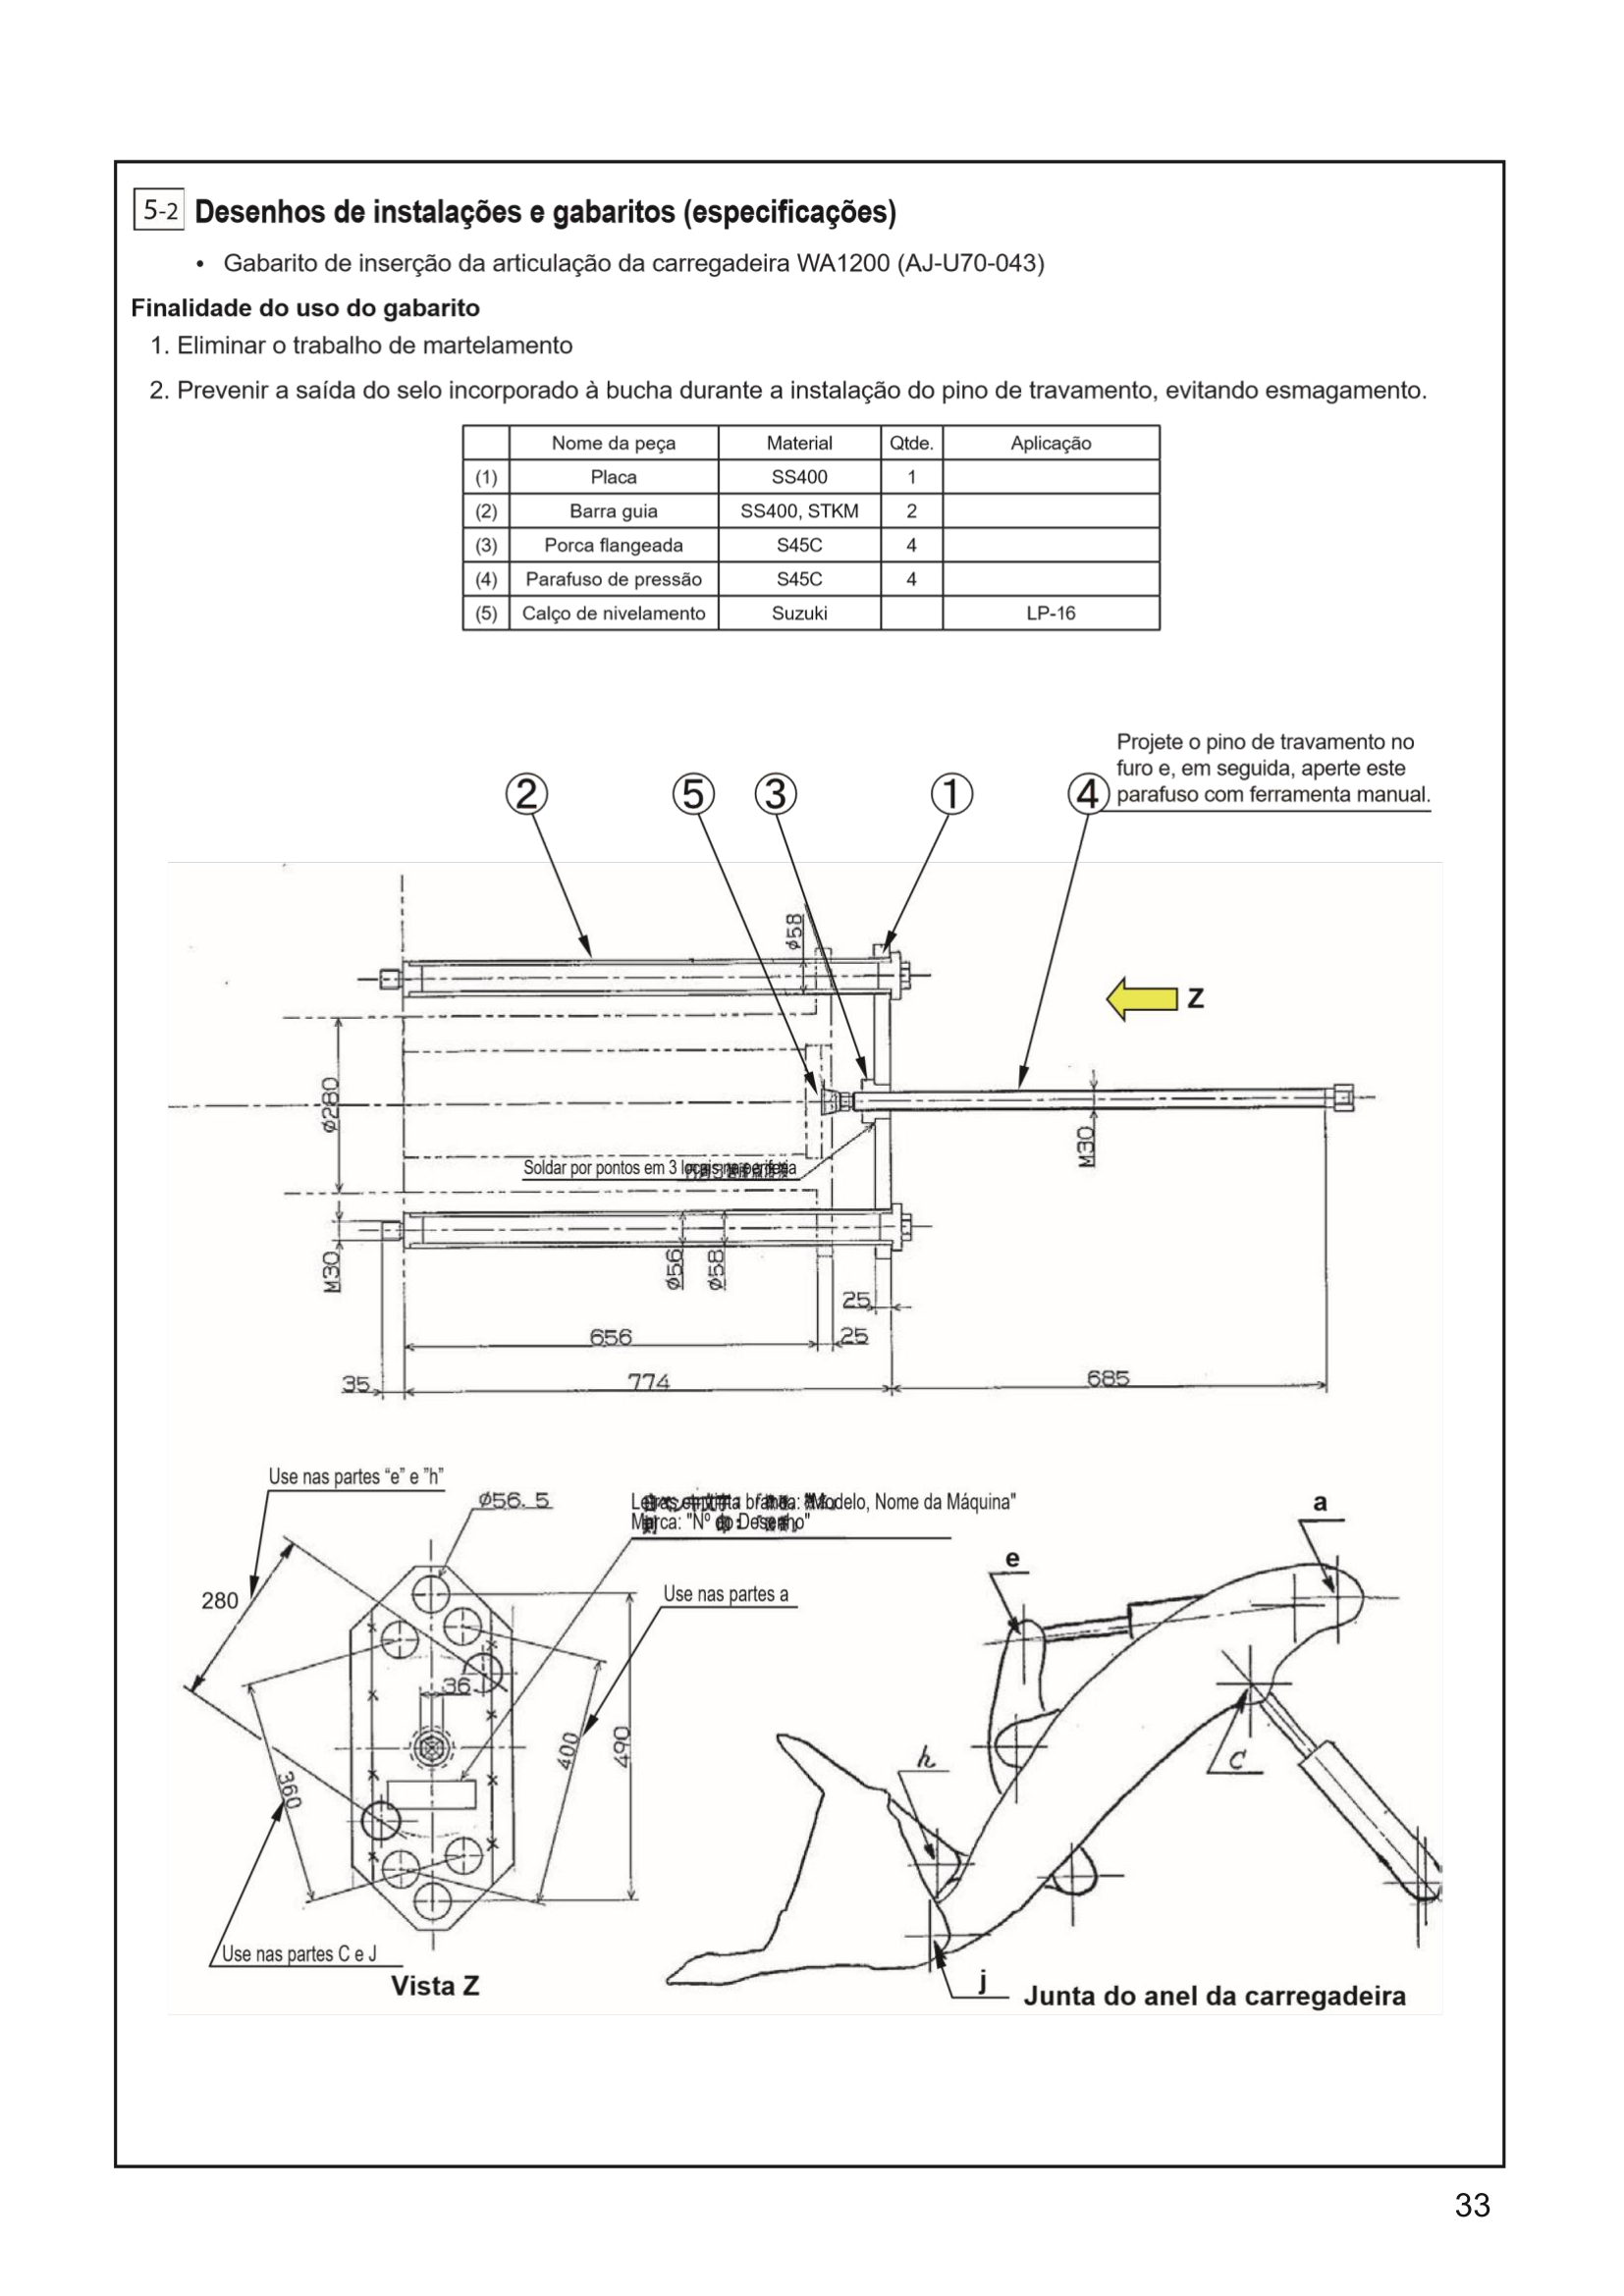 5-2 Desenhos de instalações e gabaritos (especificações)
• Gabarito de inserção da articulação da carregadeira WA1200 (AJ-U70-043)
Finalidade do uso do gabarito
1. Eliminar o trabalho de martelamento
2. Prevenir a saída do selo incorporado à bucha durante a instalação do pino de travamento, evitando esmagamento.
Nome da peça Material Qtde. Aplicação
(1) Placa SS400 1
(2) Barra guia SS400, STKM 2
(3) Porca flangeada S45C 4
(4) Parafuso de pressão S45C 4
(5) Calço de nivelamento Suzuki LP-16
Projete o pino de travamento no
furo e, em seguida, aperte este
parafuso com ferramenta manual.
2 5 3 1 4
ø58
Z
ø280
M30
Soldar por pontos em 3 locais na
M30
ø56
ø58
25
656
25
35
774
685
Use nas partes “e” e ”h”
ø56.5
branca: "Modelo, Nome da Máquina"
Marca: "Nº do Desenho"
a
e
280
Use nas partes a
36
400
490
h
C
360
Use nas partes C e J
Vista Z
j
Junta do anel da carregadeira
33